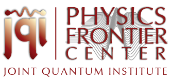 jqi
PHYSICS
FRONTIER
CENTER
JOINT QUANTUM INSTITUTE